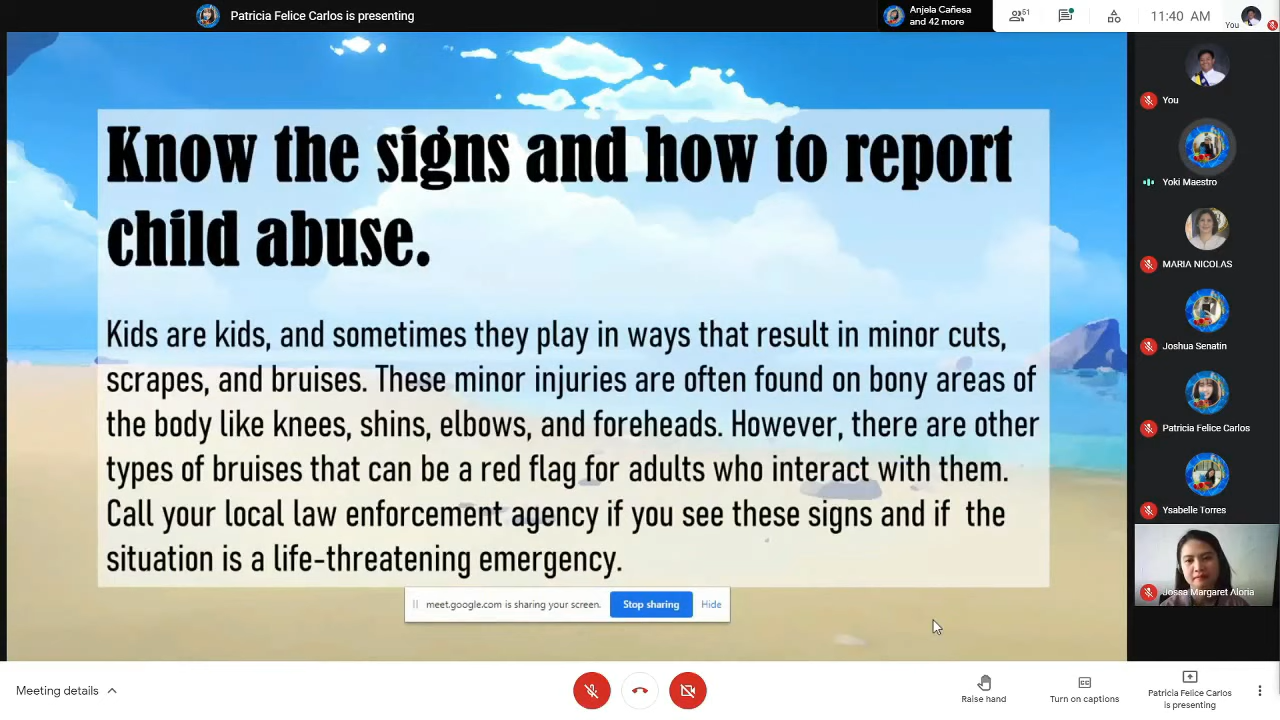 Patricia Felice Carlos is presenting
Anjela Cañesa
and 42 more
51
11:40 AM
You
Know the signs and how to report
child abuse.
Kids are kids, and sometimes they play in ways that result in minor cuts,
scrapes, and bruises. These minor injuries are often found on bony areas of
the body like knees, shins, elbows, and foreheads. However, there are other
types of bruises that can be a red flag for adults who interact with them.
Call your local law enforcement agency if you see these signs and if the
situation is a life-threatening emergency.
meet.google.com is sharing your screen.
Stop sharing
Hide
You
Yoki Maestro
MARIA NICOLAS
Joshua Senatin
Patricia Felice Carlos
Ysabelle Torres
Jossa Margaret Aloria
Meeting details
Raise hand
Turn on captions
Patricia Felice Carlos
is presenting